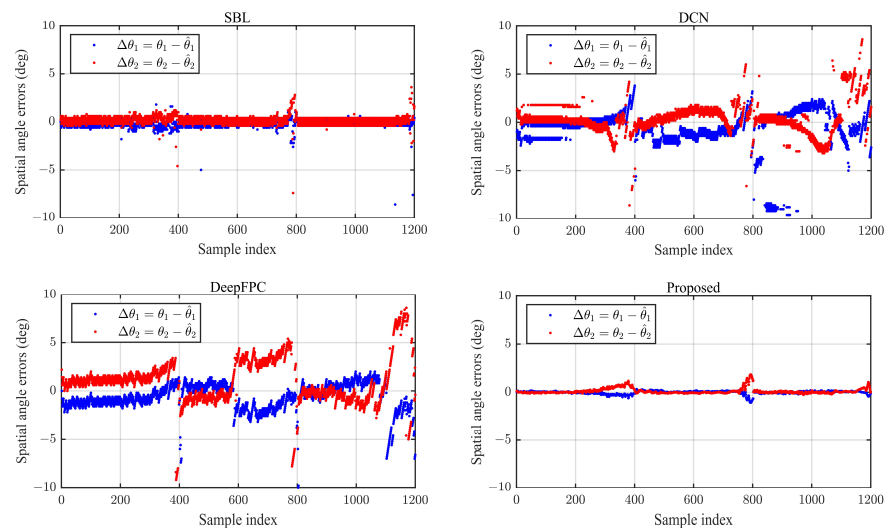 SBL
10
5
0
−5
−10
Spatial angle errors (deg)
Δθ₁ = θ₁ − θ̂₁
Δθ₂ = θ₂ − θ̂₂
0 200 400 600 800 1000 1200
Sample index
DCN
10
5
0
−5
−10
Spatial angle errors (deg)
Δθ₁ = θ₁ − θ̂₁
Δθ₂ = θ₂ − θ̂₂
0 200 400 600 800 1000 1200
Sample index
DeepFPC
10
5
0
−5
−10
Spatial angle errors (deg)
Δθ₁ = θ₁ − θ̂₁
Δθ₂ = θ₂ − θ̂₂
0 200 400 600 800 1000 1200
Sample index
Proposed
10
5
0
−5
−10
Spatial angle errors (deg)
Δθ₁ = θ₁ − θ̂₁
Δθ₂ = θ₂ − θ̂₂
0 200 400 600 800 1000 1200
Sample index